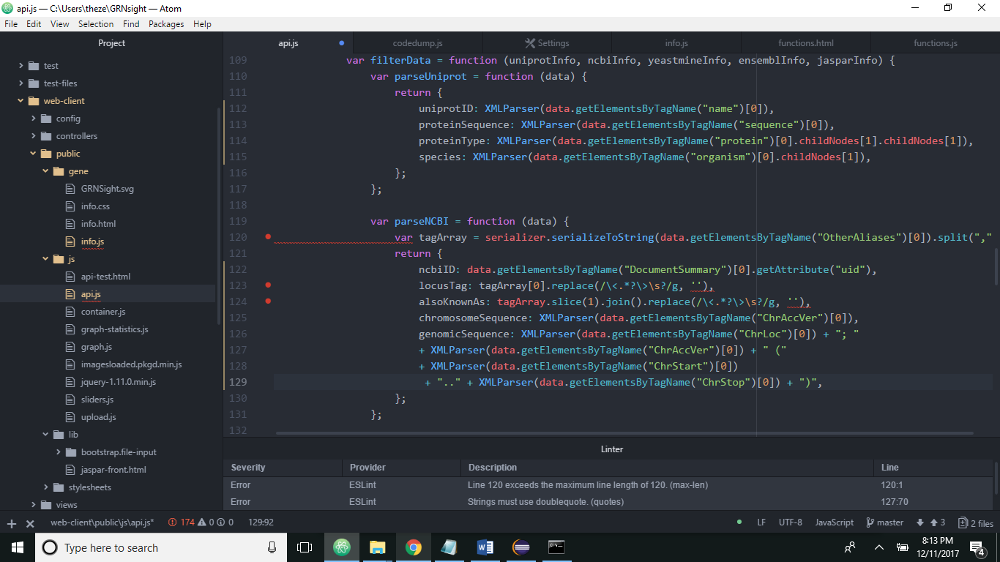 api.js — C:\Users\theze\GRNsight — Atom
File Edit View Selection Find Packages Help
Project
test
test-files
web-client
config
controllers
public
gene
GRNSight.svg
info.css
info.html
info.js
js
api-test.html
api.js
container.js
graph-statistics.js
graph.js
imagesloaded.pkgd.min.js
jquery-1.11.0.min.js
sliders.js
upload.js
lib
bootstrap.file-input
jaspar-front.html
stylesheets
views
api.js codedump.js Settings info.js functions.html functions.js
109 var filterData = function (uniprotInfo, ncbiInfo, yeastmineInfo, ensemblInfo, jasparInfo) {
110 var parseUniprot = function (data) {
111 return {
112 uniprotID: XMLParser(data.getElementsByTagName("name")[0]),
113 proteinSequence: XMLParser(data.getElementsByTagName("sequence")[0]),
114 proteinType: XMLParser(data.getElementsByTagName("protein")[0].childNodes[1].childNodes[1]),
115 species: XMLParser(data.getElementsByTagName("organism")[0].childNodes[1]),
116 };
117 };
118
119 var parseNCBI = function (data) {
120 var tagArray = serializer.serializeToString(data.getElementsByTagName("OtherAliases")[0]).split(","
121 return {
122 ncbiID: data.getElementsByTagName("DocumentSummary")[0].getAttribute("uid"),
123 locusTag: tagArray[0].replace(/\<.*?\>\s?/g, ''),
124 alsoKnownAs: tagArray.slice(1).join().replace(/\<.*?\>\s?/g, ''),
125 chromosomeSequence: XMLParser(data.getElementsByTagName("ChrAccVer")[0]),
126 genomicSequence: XMLParser(data.getElementsByTagName("ChrLoc")[0]) + "; "
127 + XMLParser(data.getElementsByTagName("ChrAccVer")[0]) + " ("
128 + XMLParser(data.getElementsByTagName("ChrStart")[0])
129 + ".." + XMLParser(data.getElementsByTagName("ChrStop")[0]) + ")",
130 };
131 };
132
Linter
Severity Provider Description Line
Error ESLint Line 120 exceeds the maximum line length of 120. (max-len) 120:1
Error ESLint Strings must use doublequote. (quotes) 127:70
web-client\public\js\api.js* 174 0 0 129:92 LF UTF-8 JavaScript master 3 2 files
Type here to search
8:13 PM
12/11/2017
4